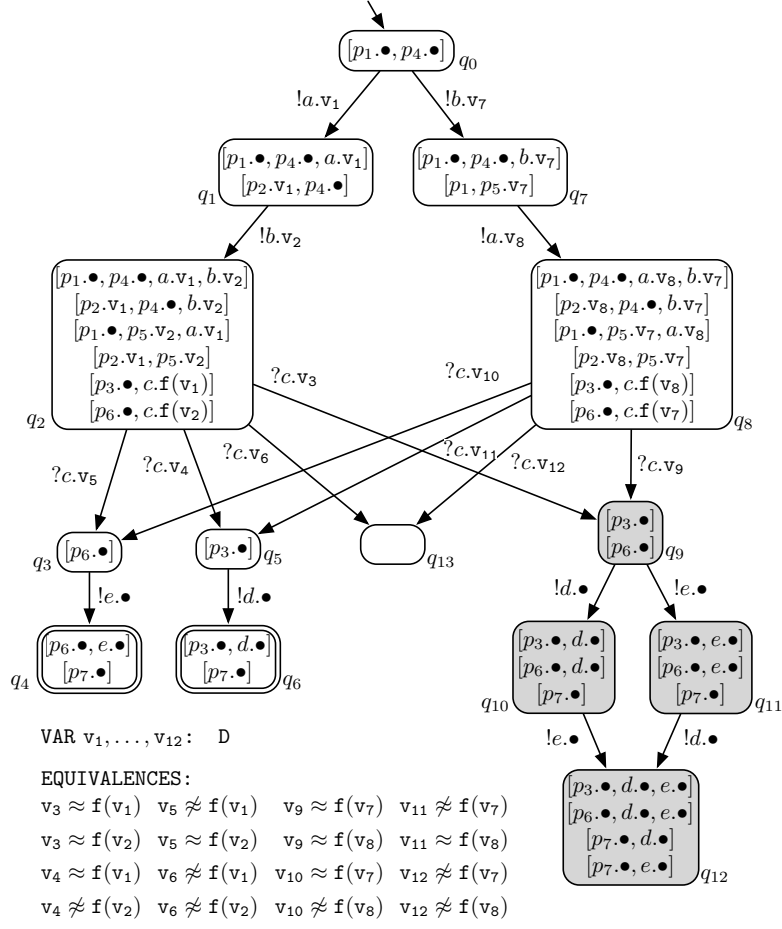 [p₁.●, p₄.●]
q₀
!a.v₁
!b.v₇
[p₁.●, p₄.●, a.v₁]
[p₂.v₁, p₄.●]
q₁
[p₁.●, p₄.●, b.v₇]
[p₁, p₅.v₇]
q₇
!b.v₂
!a.v₈
[p₁.●, p₄.●, a.v₁, b.v₂]
[p₂.v₁, p₄.●, b.v₂]
[p₁.●, p₅.v₂, a.v₁]
[p₂.v₁, p₅.v₂]
[p₃.●, c.f(v₁)]
[p₆.●, c.f(v₂)]
q₂
[p₁.●, p₄.●, a.v₈, b.v₇]
[p₂.v₈, p₄.●, b.v₇]
[p₁.●, p₅.v₇, a.v₈]
[p₂.v₈, p₅.v₇]
[p₃.●, c.f(v₈)]
[p₆.●, c.f(v₇)]
q₈
?c.v₃
?c.v₁₀
?c.v₅
?c.v₄
?c.v₆
?c.v₁₁
?c.v₁₂
?c.v₉
[p₆.●]
q₃
[p₃.●]
q₅
q₁₃
[p₃.●]
[p₆.●]
q₉
!e.●
!d.●
!d.●
!e.●
[p₆.●, e.●]
[p₇.●]
q₄
[p₃.●, d.●]
[p₇.●]
q₆
[p₃.●, d.●]
[p₆.●, d.●]
[p₇.●]
q₁₀
[p₃.●, e.●]
[p₆.●, e.●]
[p₇.●]
q₁₁
!e.●
!d.●
[p₃.●, d.●, e.●]
[p₆.●, d.●, e.●]
[p₇.●, d.●]
[p₇.●, e.●]
q₁₂
VAR v₁,...,v₁₂: D
EQUIVALENCES:
v₃ ≈ f(v₁) v₅ ≉ f(v₁) v₉ ≈ f(v₇) v₁₁ ≉ f(v₇)
v₃ ≈ f(v₂) v₅ ≈ f(v₂) v₉ ≈ f(v₈) v₁₁ ≈ f(v₈)
v₄ ≈ f(v₁) v₆ ≉ f(v₁) v₁₀ ≈ f(v₇) v₁₂ ≉ f(v₇)
v₄ ≉ f(v₂) v₆ ≉ f(v₂) v₁₀ ≉ f(v₈) v₁₂ ≉ f(v₈)